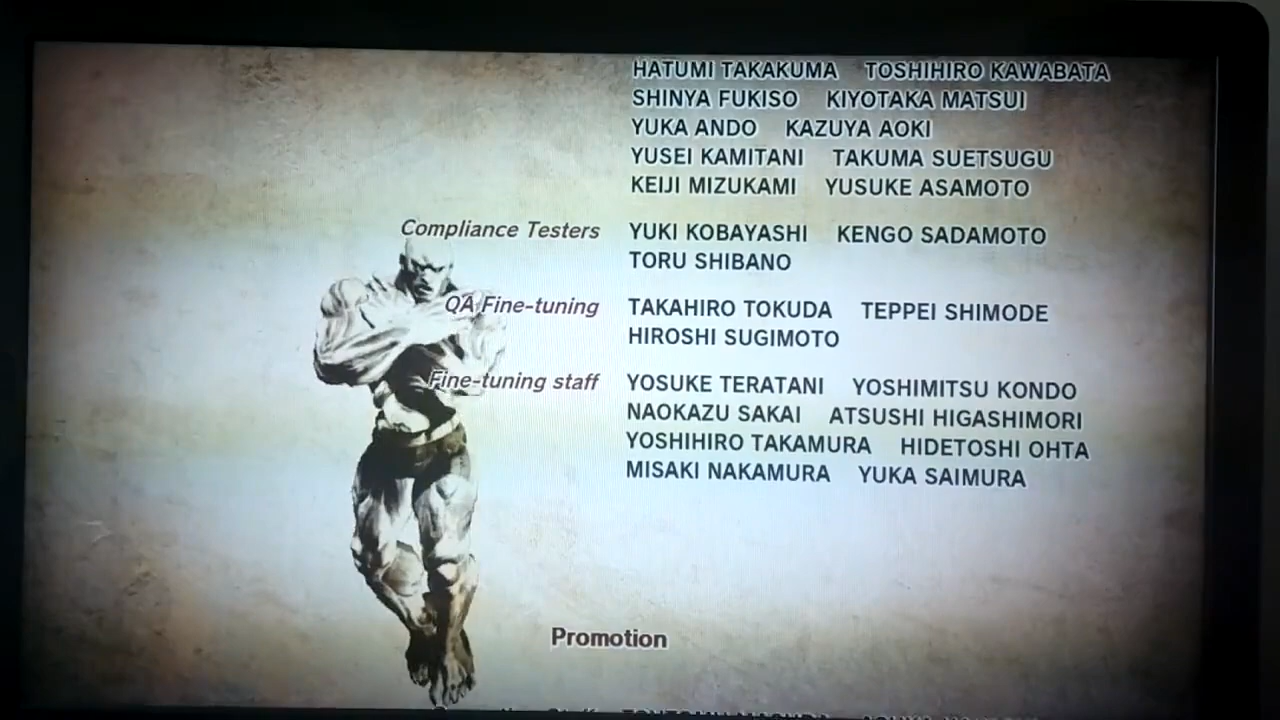 HATUMI TAKAKUMA TOSHIHIRO KAWABATA
SHINYA FUKISO KIYOTAKA MATSUI
YUKA ANDO KAZUYA AOKI
YUSEI KAMITANI TAKUMA SUETSUGU
KEIJI MIZUKAMI YUSUKE ASAMOTO
Compliance Testers YUKI KOBAYASHI KENGO SADAMOTO
TORU SHIBANO
QA Fine-tuning TAKAHIRO TOKUDA TEPPEI SHIMODE
HIROSHI SUGIMOTO
Fine-tuning staff YOSUKE TERATANI YOSHIMITSU KONDO
NAOKAZU SAKAI ATSUSHI HIGASHIMORI
YOSHIHIRO TAKAMURA HIDETOSHI OHTA
MISAKI NAKAMURA YUKA SAIMURA
Promotion